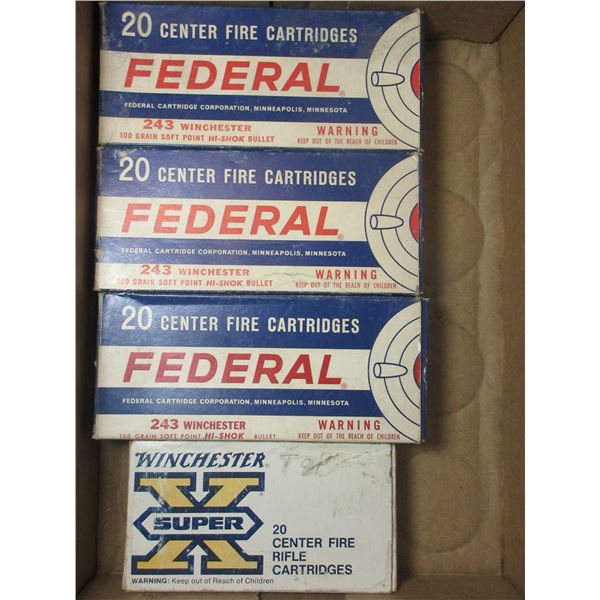 20 CENTER FIRE CARTRIDGES
FEDERAL®
FEDERAL CARTRIDGE CORPORATION, MINNEAPOLIS, MINNESOTA
243 WINCHESTER WARNING
100 GRAIN SOFT POINT HI-SHOK BULLET KEEP OUT OF THE REACH OF CHILDREN
20 CENTER FIRE CARTRIDGES
FEDERAL®
FEDERAL CARTRIDGE CORPORATION, MINNEAPOLIS, MINNESOTA
243 WINCHESTER WARNING
100 GRAIN SOFT POINT HI-SHOK BULLET KEEP OUT OF THE REACH OF CHILDREN
20 CENTER FIRE CARTRIDGES
FEDERAL®
FEDERAL CARTRIDGE CORPORATION, MINNEAPOLIS, MINNESOTA
243 WINCHESTER WARNING
100 GRAIN SOFT POINT HI-SHOK BULLET KEEP OUT OF THE REACH OF CHILDREN
WINCHESTER
X
SUPER
20
CENTER FIRE
RIFLE
CARTRIDGES
WARNING: Keep out of Reach of Children